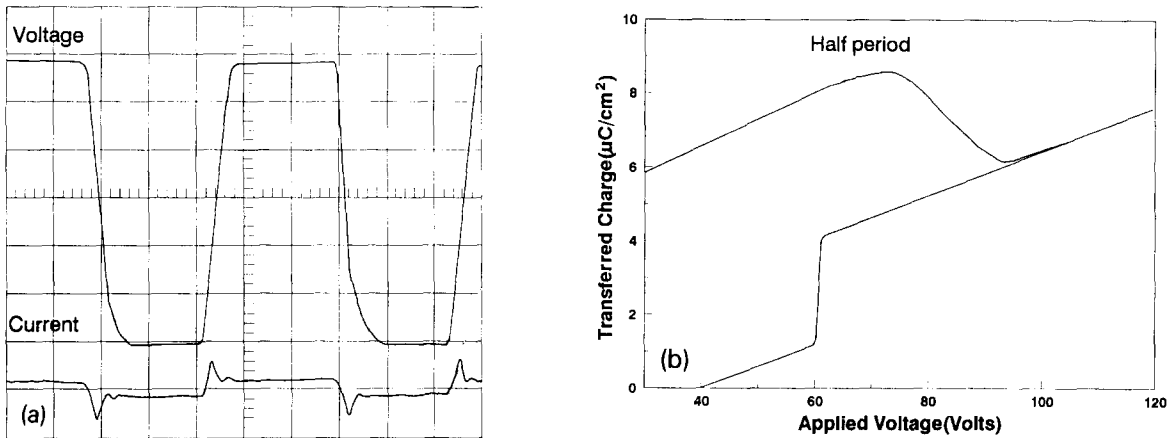 Voltage
Current
(a)
Half period
Transferred Charge(μC/cm²)
10
8
6
4
2
0
40
60
80
100
120
Applied Voltage(Volts)
(b)